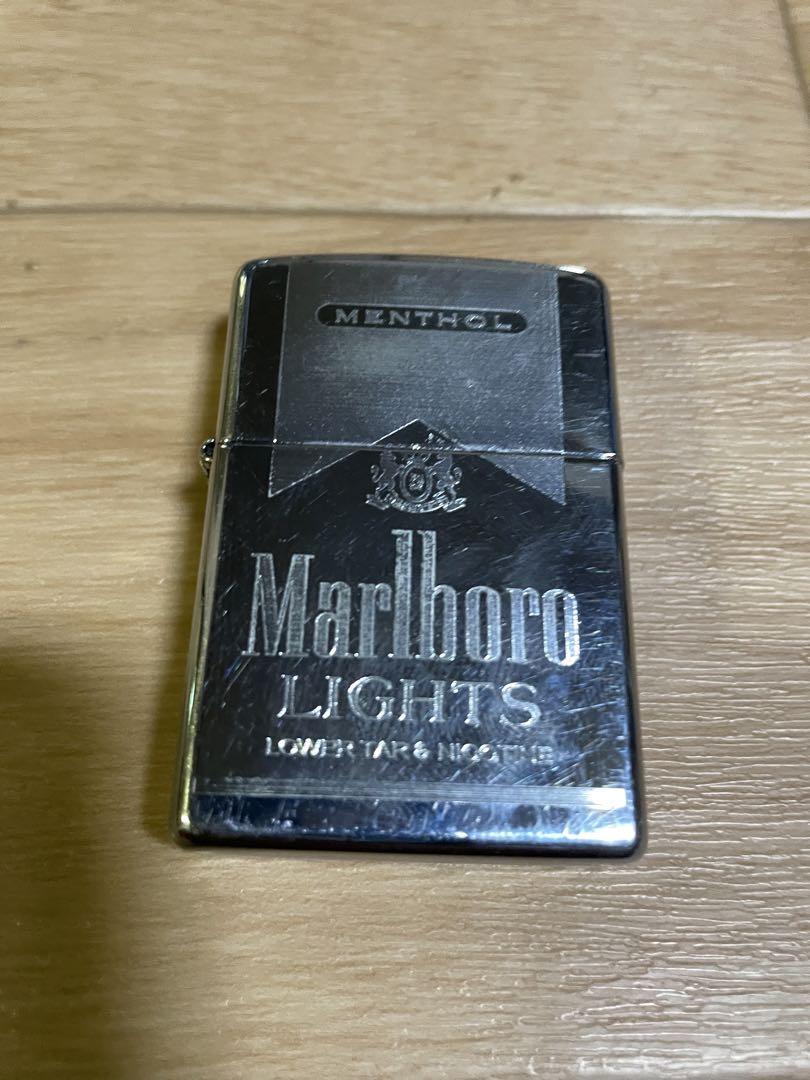 MENTHOL
Marlboro
LIGHTS
LOWER TAR & NICOTINE